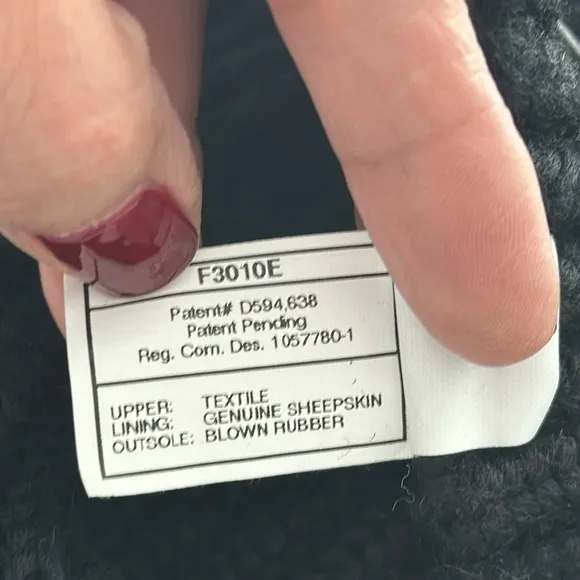 F3010E
Patent# D594,638
Patent Pending
Reg. Com. Des. 1057780-1
UPPER: TEXTILE
LINING: GENUINE SHEEPSKIN
OUTSOLE: BLOWN RUBBER